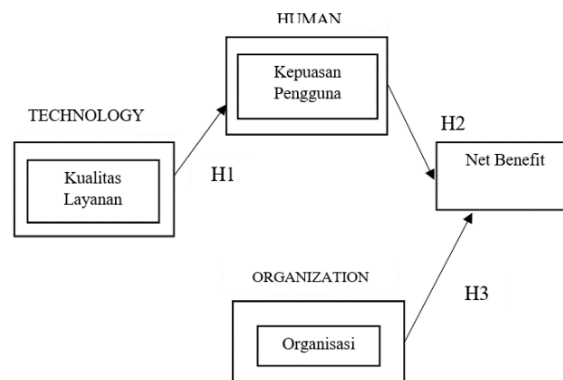 HUMAN
Kepuasan
Pengguna
TECHNOLOGY
H2
Kualitas
Layanan
H1
Net Benefit
ORGANIZATION
H3
Organisasi